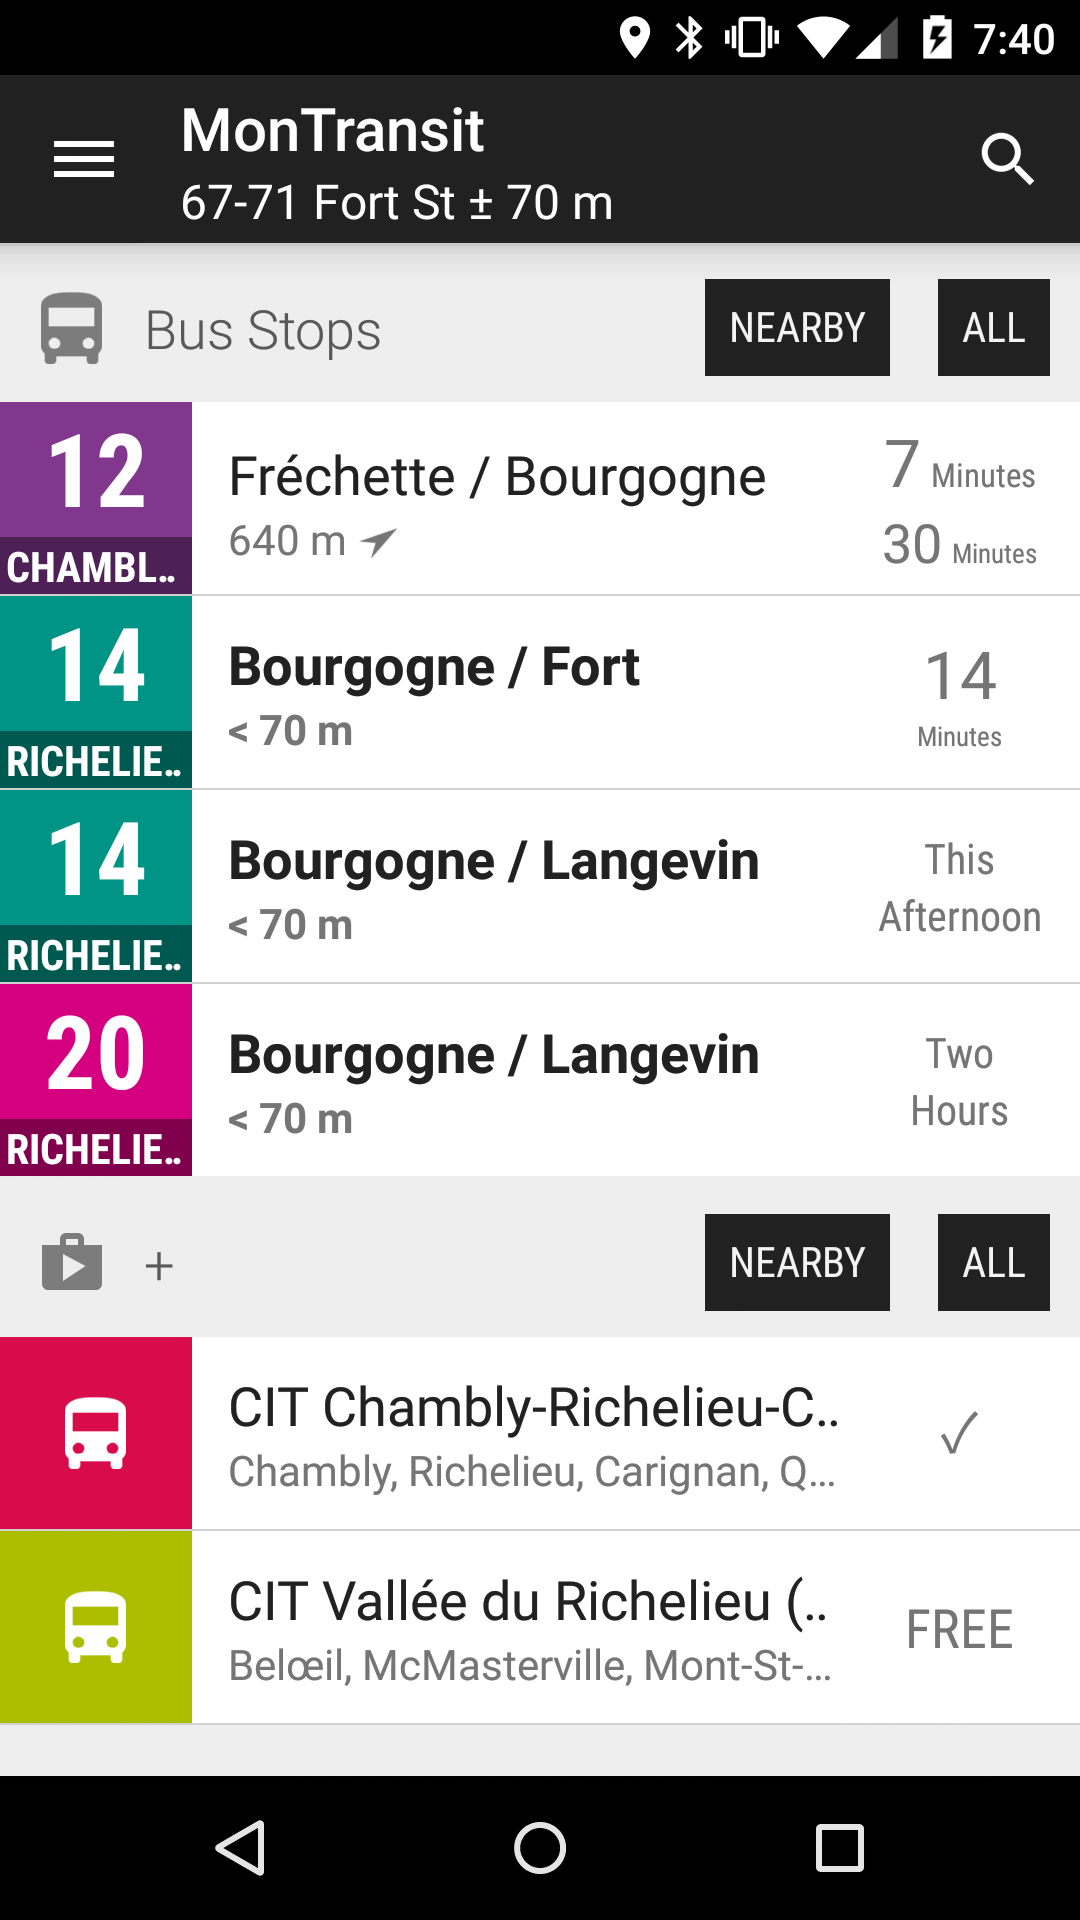 7:40
MonTransit
67-71 Fort St ± 70 m
Bus Stops NEARBY ALL
12 Fréchette / Bourgogne 7 Minutes
CHAMBL.. 640 m 30 Minutes
14 Bourgogne / Fort 14
RICHELIE.. < 70 m Minutes
14 Bourgogne / Langevin This
RICHELIE.. < 70 m Afternoon
20 Bourgogne / Langevin Two
RICHELIE.. < 70 m Hours
+ NEARBY ALL
CIT Chambly-Richelieu-C.. ✓
Chambly, Richelieu, Carignan, Q...
CIT Vallée du Richelieu (.. FREE
Belœil, McMasterville, Mont-St-...